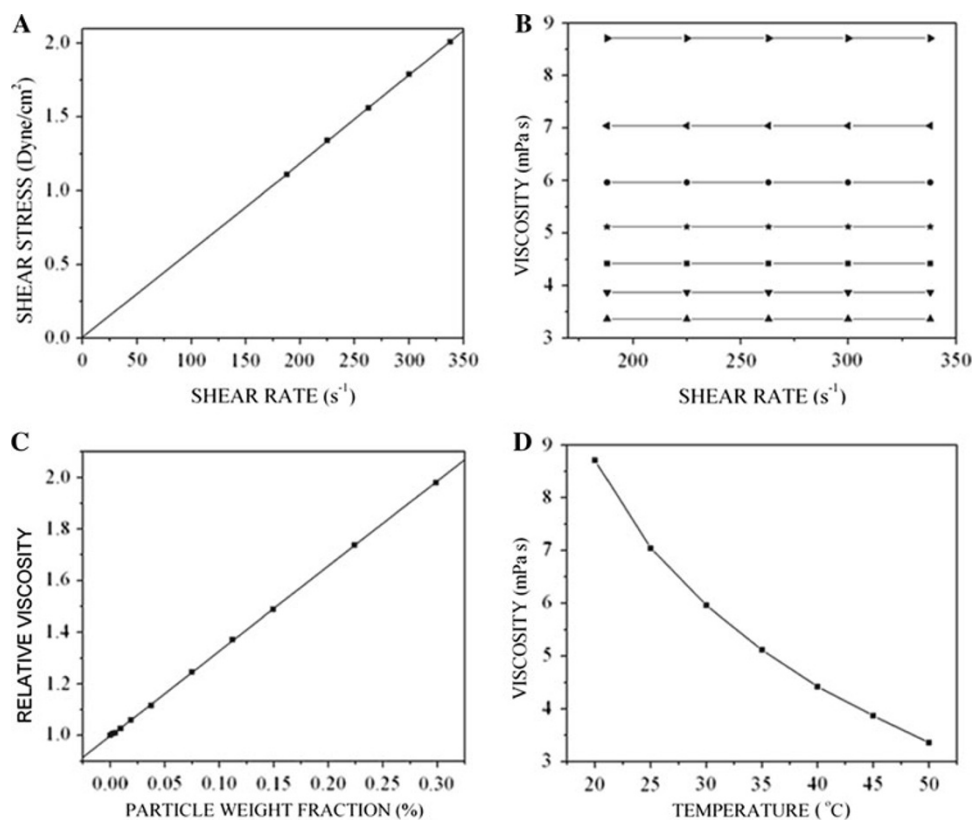 A
SHEAR STRESS (Dyne/cm²)
2.0
1.5
1.0
0.5
0.0
0 50 100 150 200 250 300 350
SHEAR RATE (s⁻¹)
B
VISCOSITY (mPa s)
9
8
7
6
5
4
3
200 250 300 350
SHEAR RATE (s⁻¹)
C
RELATIVE VISCOSITY
2.0
1.8
1.6
1.4
1.2
1.0
0.00 0.05 0.10 0.15 0.20 0.25 0.30
PARTICLE WEIGHT FRACTION (%)
D
VISCOSITY (mPa s)
9
8
7
6
5
4
3
20 25 30 35 40 45 50
TEMPERATURE (°C)